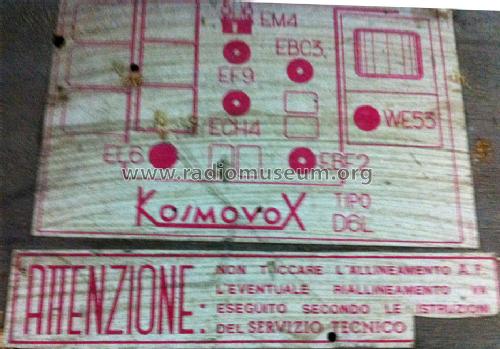 EM4
EBC3
EF9
ECH4
WE55
EL6
EBF2
www.radiomuseum.org
KOSMOVOX
TIPO
D6L
ATTENZIONE:
NON TOCCARE L'ALLINEAMENTO A.F.
L'EVENTUALE RIALLINEAMENTO VA
ESEGUITO SECONDO LE ISTRUZIONI
DEL SERVIZIO TECNICO